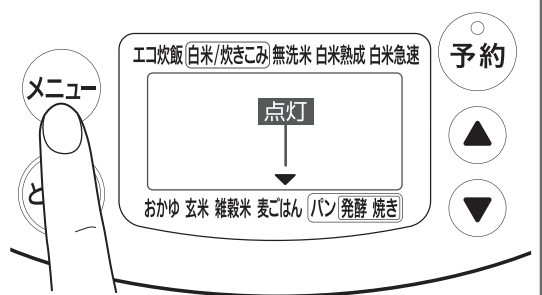 エコ炊飯 白米/炊きこみ 無洗米 白米熟成 白米急速
予約
メニュー
点灯
▲
▼
と
おかゆ 玄米 雑穀米 麦ごはん パン 発酵 焼き
▼